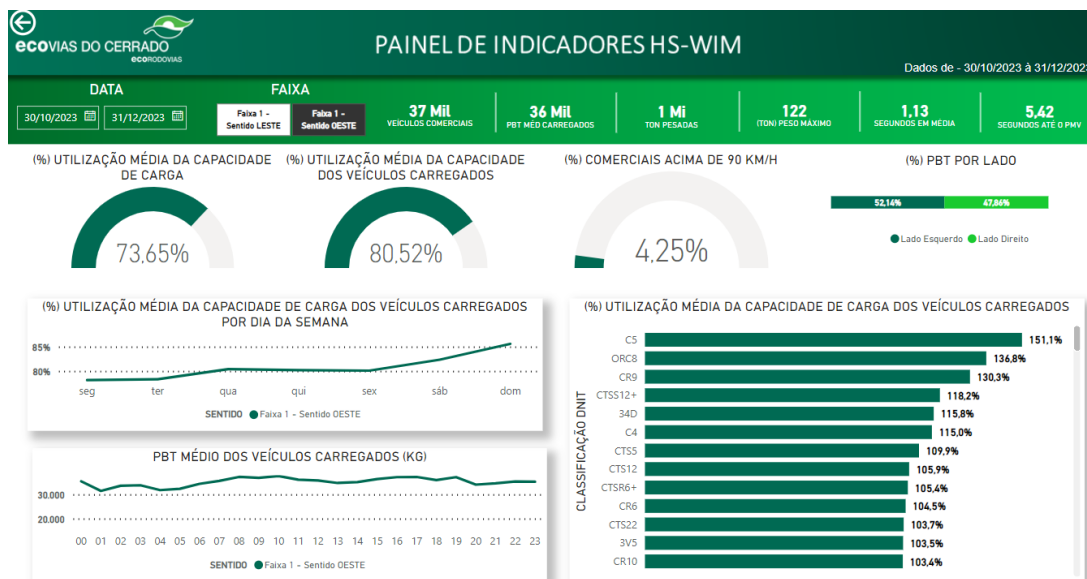 ecoVIAS DO CERRADO
ecoRODOVIAS
PAINEL DE INDICADORES HS-WIM
Dados de - 30/10/2023 à 31/12/2023
DATA
30/10/2023 31/12/2023
FAIXA
Faixa 1 -
Sentido LESTE
Faixa 1 -
Sentido OESTE
37 Mil
VEÍCULOS COMERCIAIS
36 Mil
PBT MÉD CARREGADOS
1 Mi
TON PESADAS
122
(TON) PESO MÁXIMO
1,13
SEGUNDOS EM MÉDIA
5,42
SEGUNDOS ATÉ O PMV
(%) UTILIZAÇÃO MÉDIA DA CAPACIDADE
DE CARGA
73,65%
(%) UTILIZAÇÃO MÉDIA DA CAPACIDADE
DOS VEÍCULOS CARREGADOS
80,52%
(%) COMERCIAIS ACIMA DE 90 KM/H
4,25%
(%) PBT POR LADO
52,14% 47,86%
Lado Esquerdo Lado Direito
(%) UTILIZAÇÃO MÉDIA DA CAPACIDADE DE CARGA DOS VEÍCULOS CARREGADOS
POR DIA DA SEMANA
85%
80%
seg ter qua qui sex sáb dom
SENTIDO Faixa 1 - Sentido OESTE
PBT MÉDIO DOS VEÍCULOS CARREGADOS (KG)
30.000
20.000
00 01 02 03 04 05 06 07 08 09 10 11 12 13 14 15 16 17 18 19 20 21 22 23
SENTIDO Faixa 1 - Sentido OESTE
(%) UTILIZAÇÃO MÉDIA DA CAPACIDADE DE CARGA DOS VEÍCULOS CARREGADOS
CLASSIFICAÇÃO DNIT
C5 151,1%
ORC8 136,8%
CR9 130,3%
CTSS12+ 118,2%
34D 115,8%
C4 115,0%
CTS5 109,9%
CTS12 105,9%
CTSR6+ 105,4%
CR6 104,5%
CTS22 103,7%
3V5 103,5%
CR10 103,4%